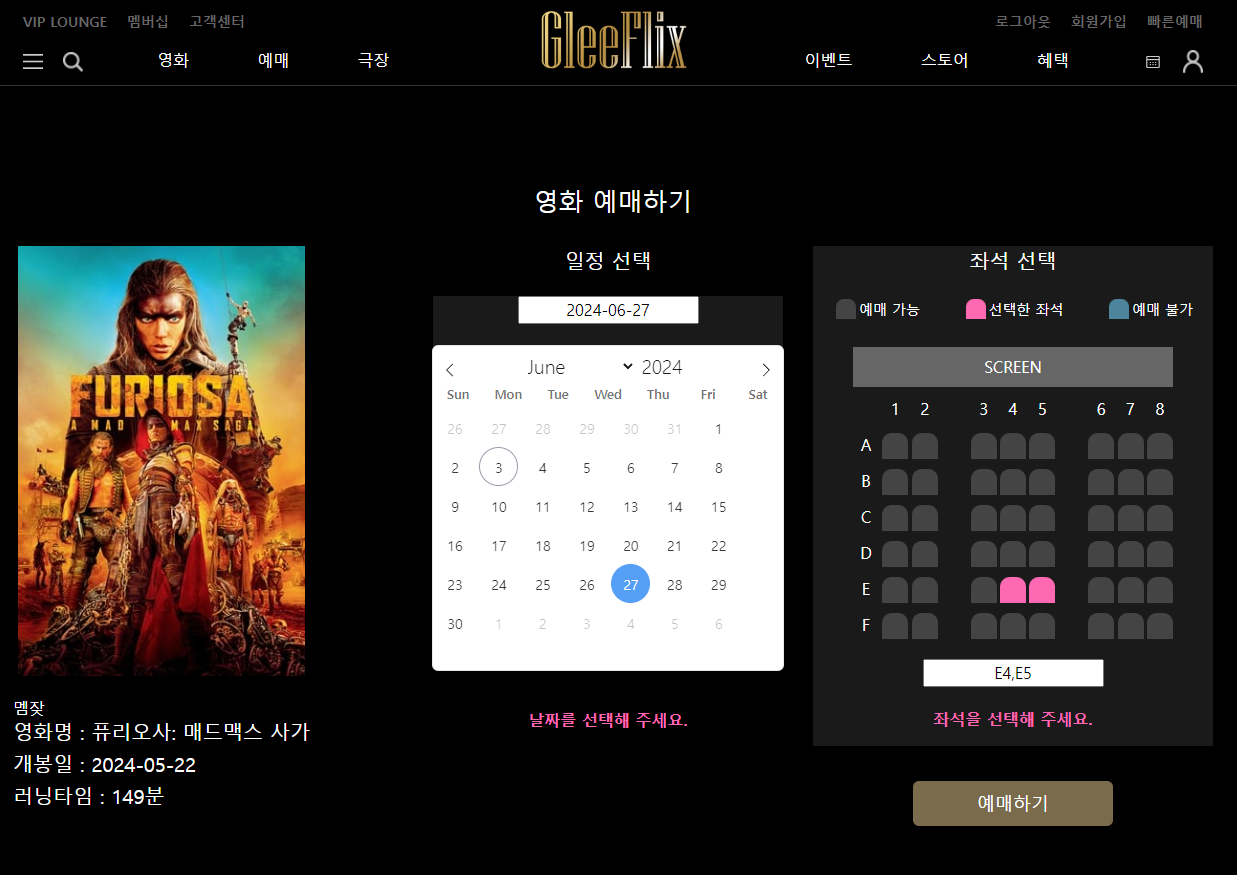 VIP LOUNGE 멤버십 고객센터
로그아웃 회원가입 빠른예매
영화 예매 극장
GleeFlix
이벤트 스토어 혜택
영화 예매하기
FURIOSA
A MAD MAX SAGA
멤잦
영화명 : 퓨리오사: 매드맥스 사가
개봉일 : 2024-05-22
러닝타임 : 149분
일정 선택
2024-06-27
June 2024
Sun Mon Tue Wed Thu Fri Sat
26 27 28 29 30 31 1
2 3 4 5 6 7 8
9 10 11 12 13 14 15
16 17 18 19 20 21 22
23 24 25 26 27 28 29
30 1 2 3 4 5 6
날짜를 선택해 주세요.
좌석 선택
예매 가능 선택한 좌석 예매 불가
SCREEN
1 2 3 4 5 6 7 8
A
B
C
D
E
F
E4,E5
좌석을 선택해 주세요.
예매하기